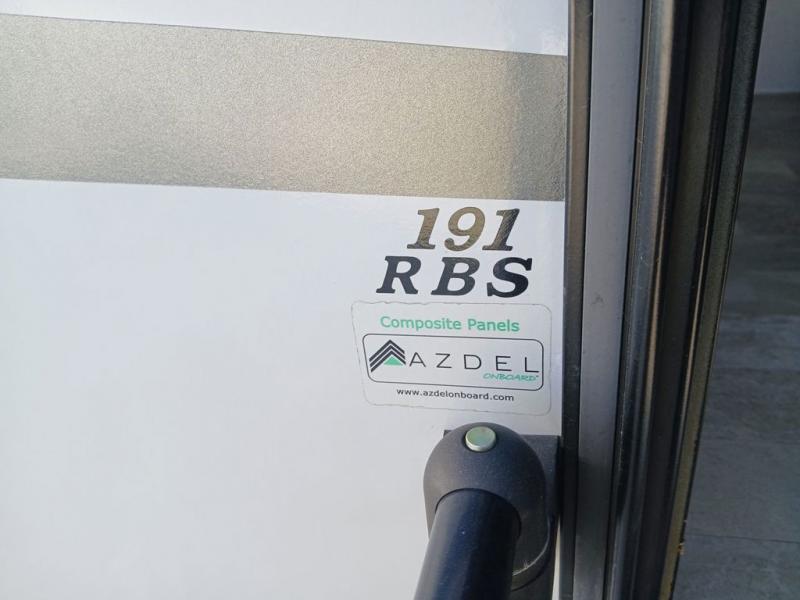 191
RBS
Composite Panels
AZDEL
ONBOARD
www.azdelonboard.com